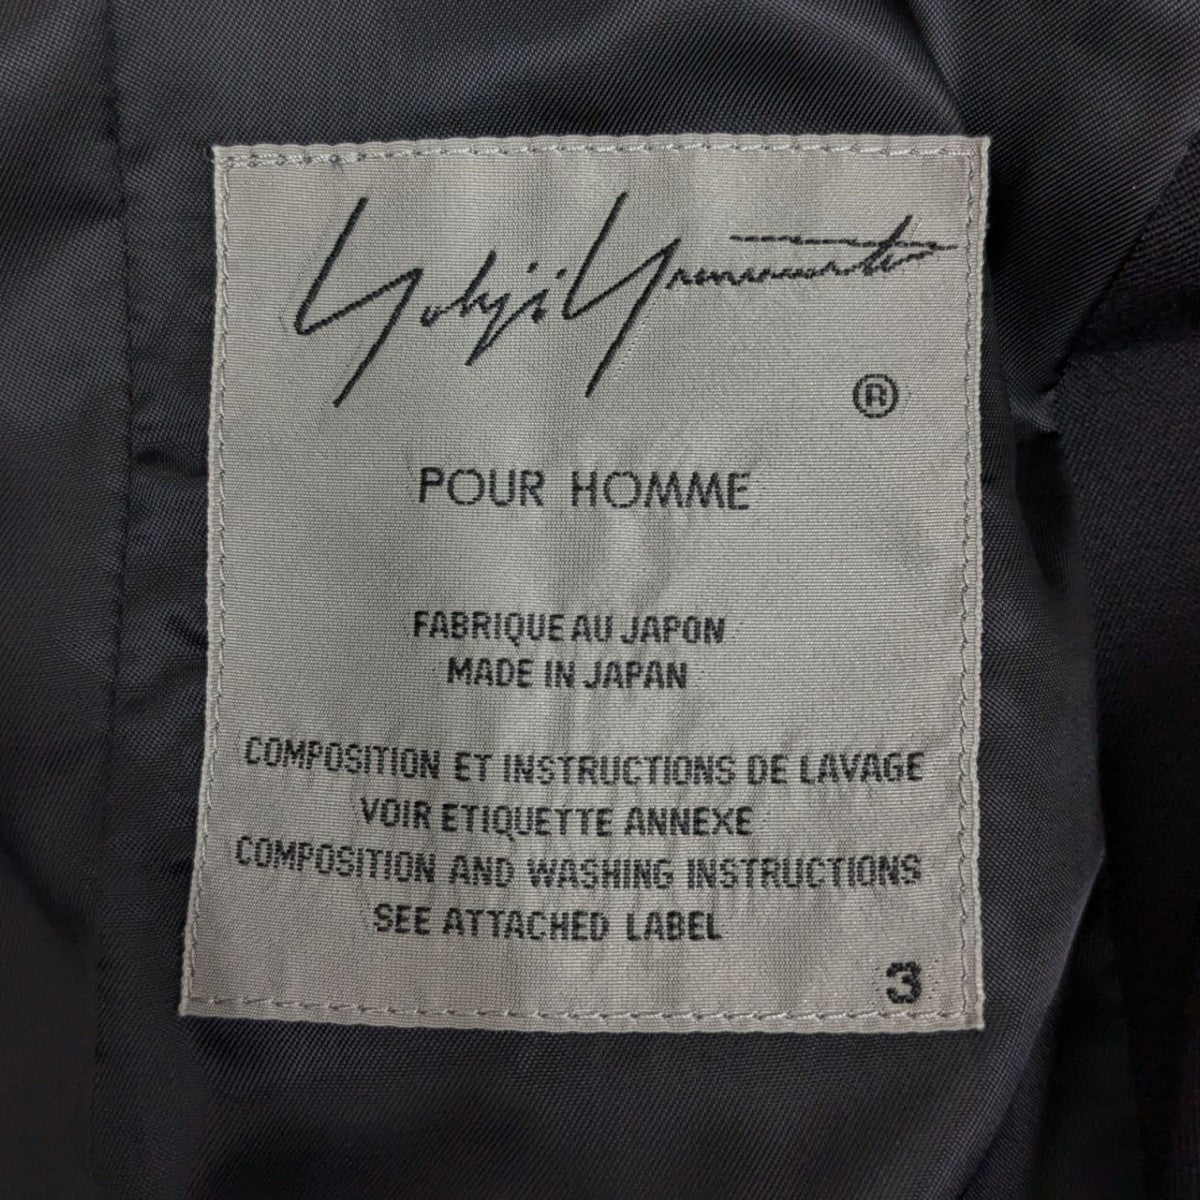 Yohji Yamamoto
®
POUR HOMME
FABRIQUE AU JAPON
MADE IN JAPAN
COMPOSITION ET INSTRUCTIONS DE LAVAGE
VOIR ETIQUETTE ANNEXE
COMPOSITION AND WASHING INSTRUCTIONS
SEE ATTACHED LABEL
3